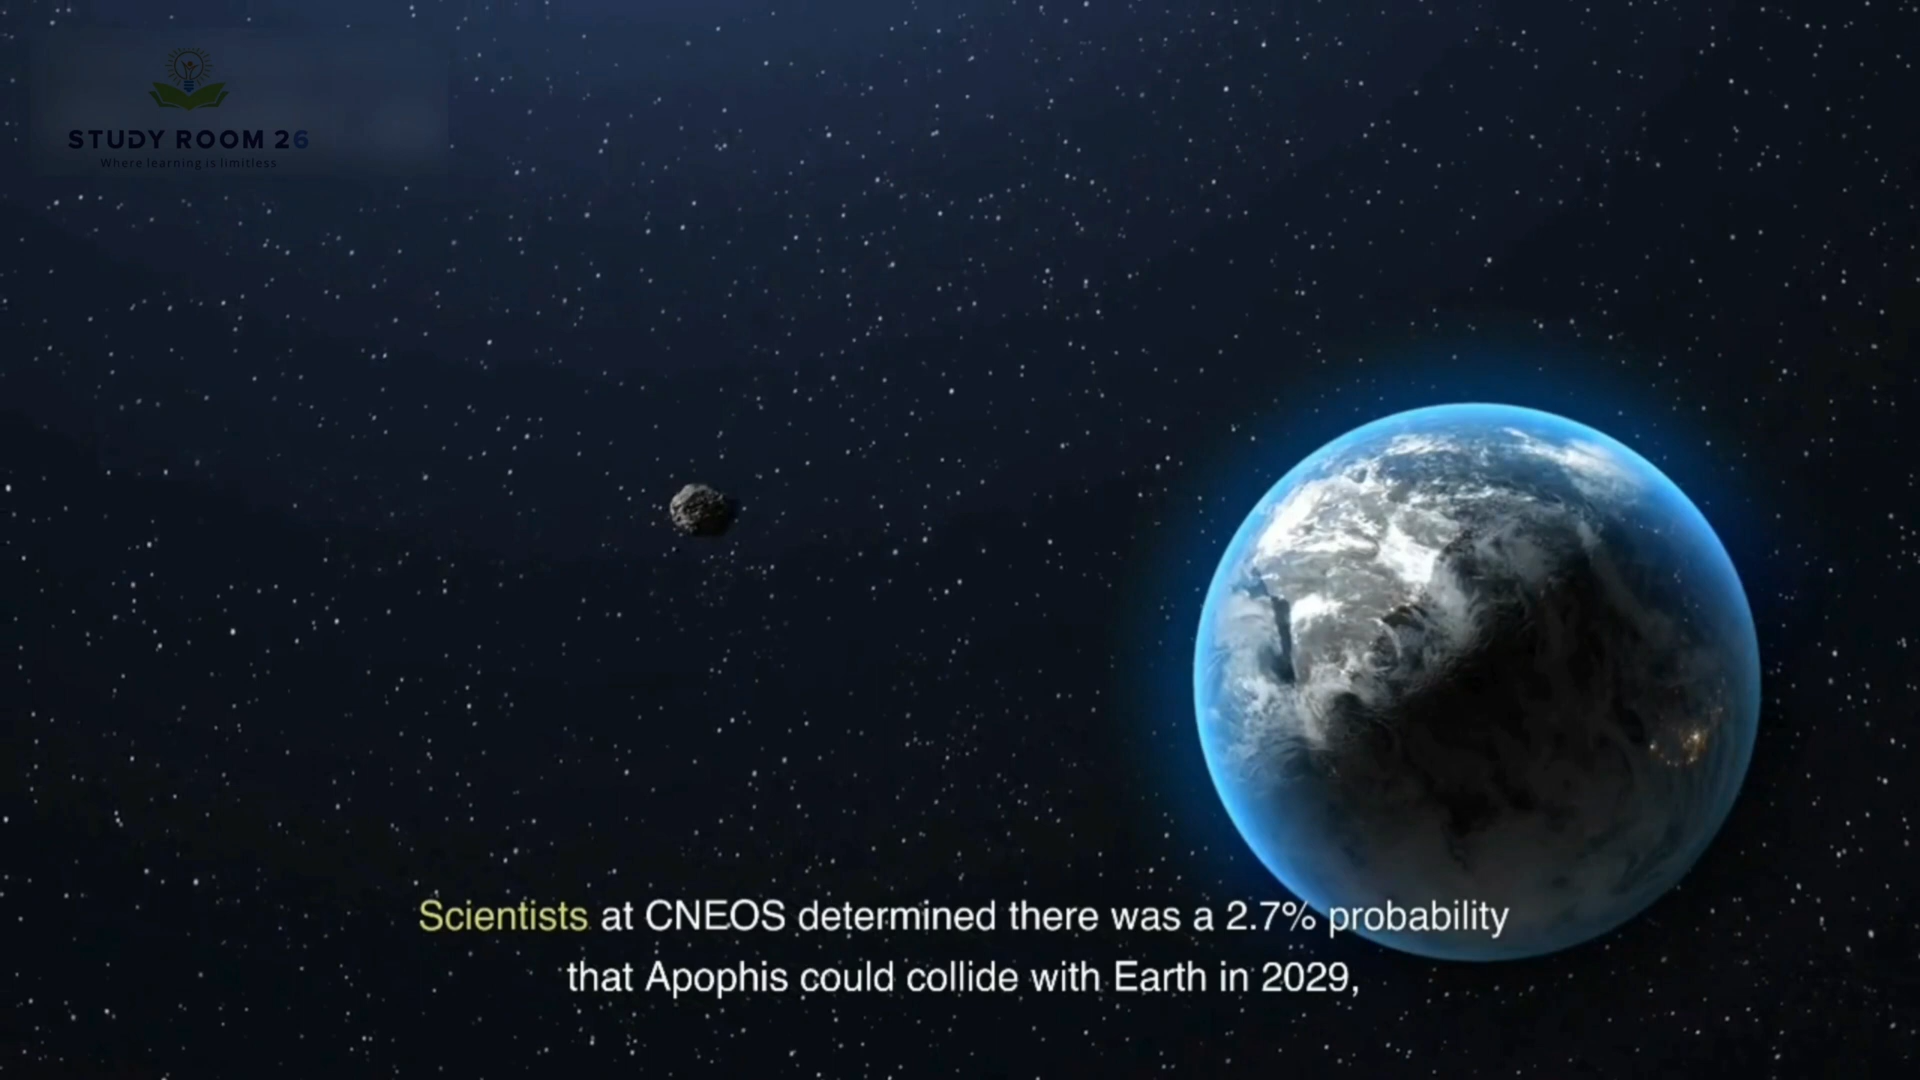 STUDY ROOM 26
Where learning is limitless
Scientists at CNEOS determined there was a 2.7% probability
that Apophis could collide with Earth in 2029,